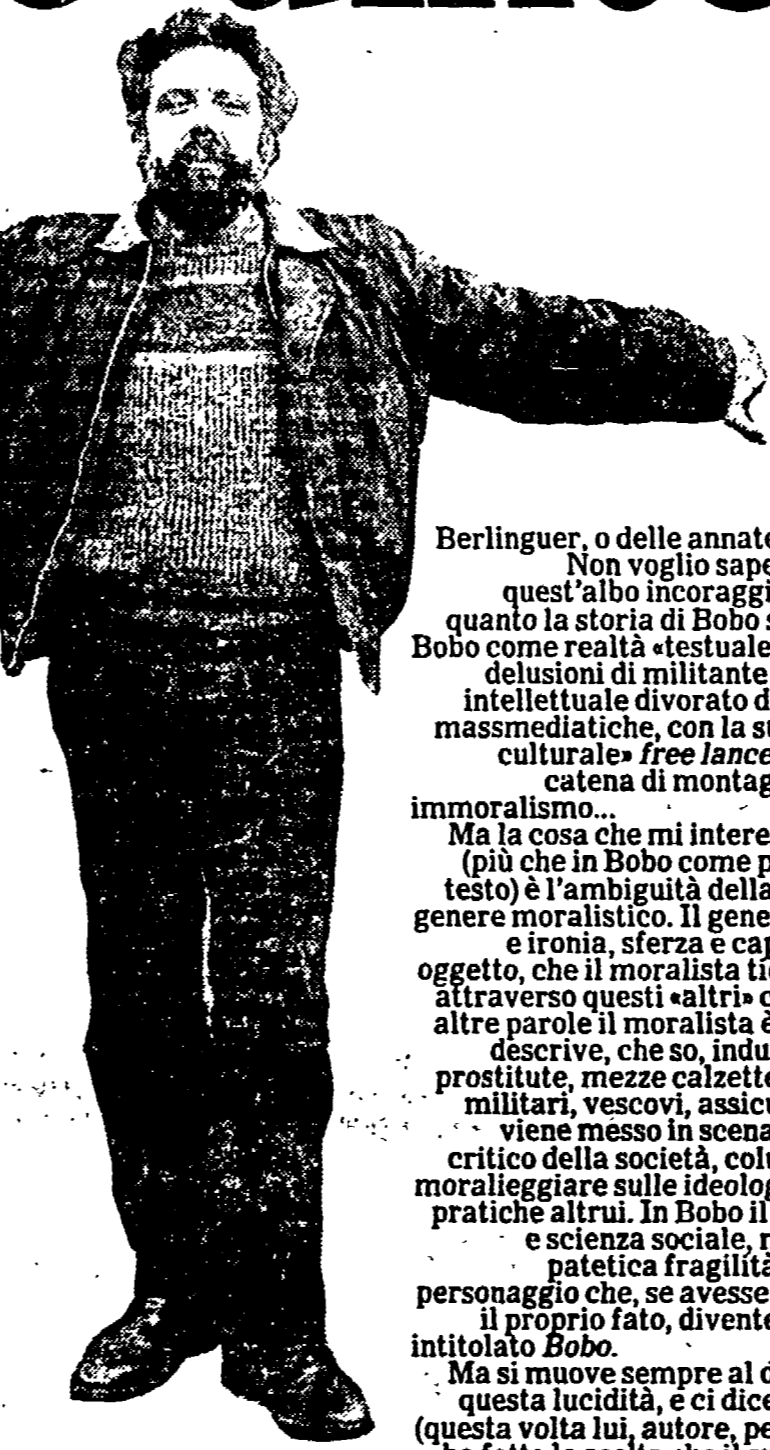 Berlinguer, o delle annate
Non voglio sape
quest'albo incoraggi
quanto la storia di Bobo s
Bobo come realtà «testuale
delusioni di militante
intellettuale divorato d
massmediatiche, con la st
culturale» free lance
catena di montag
immoralismo...
Ma la cosa che mi intere
(più che in Bobo come p
testo) è l'ambiguità della
genere moralistico. Il gene
e ironia, sferza e cap
oggetto, che il moralista tie
attraverso questi «altri» c
altre parole il moralista è
descrive, che so, indu
prostitute, mezze calzette
militari, vescovi, assicu
viene messo in scena
critico della società, colu
moralieggiare sulle ideolog
pratiche altrui. In Bobo il
e scienza sociale, n
patetica fragilità
personaggio che, se avesse
il proprio fato, divente
intitolato Bobo.
Ma si muove sempre al d
questa lucidità, e ci dice
(questa volta lui, autore, pe